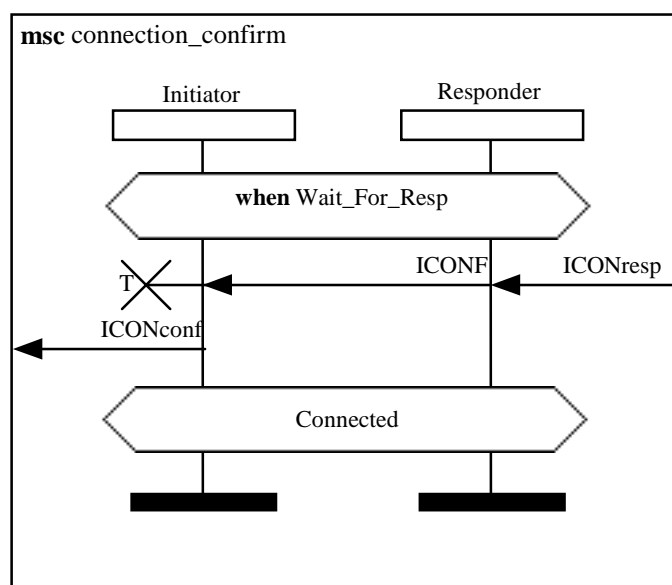 msc connection_confirm
Initiator
Responder
when Wait_For_Resp
T
ICONF
ICONresp
ICONconf
Connected